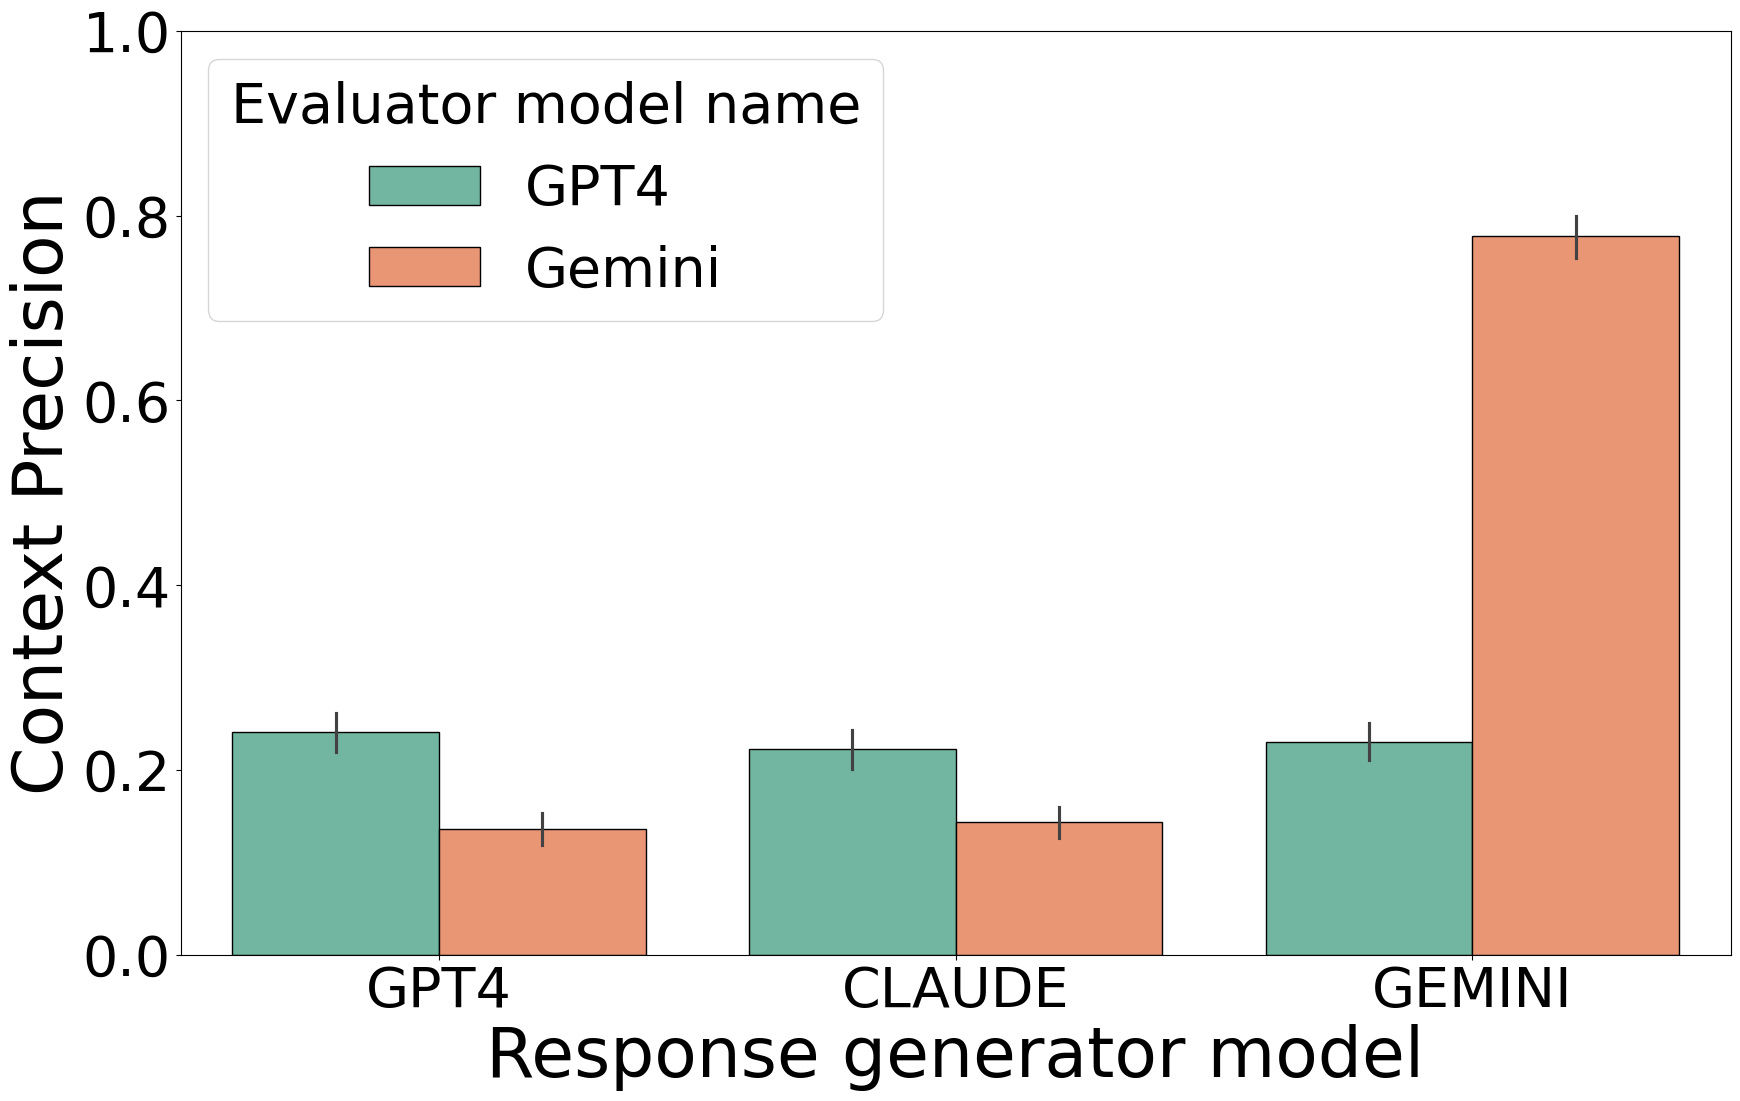 Context Precision
1.0
0.8
0.6
0.4
0.2
0.0
Evaluator model name
GPT4
Gemini
GPT4 CLAUDE GEMINI
Response generator model